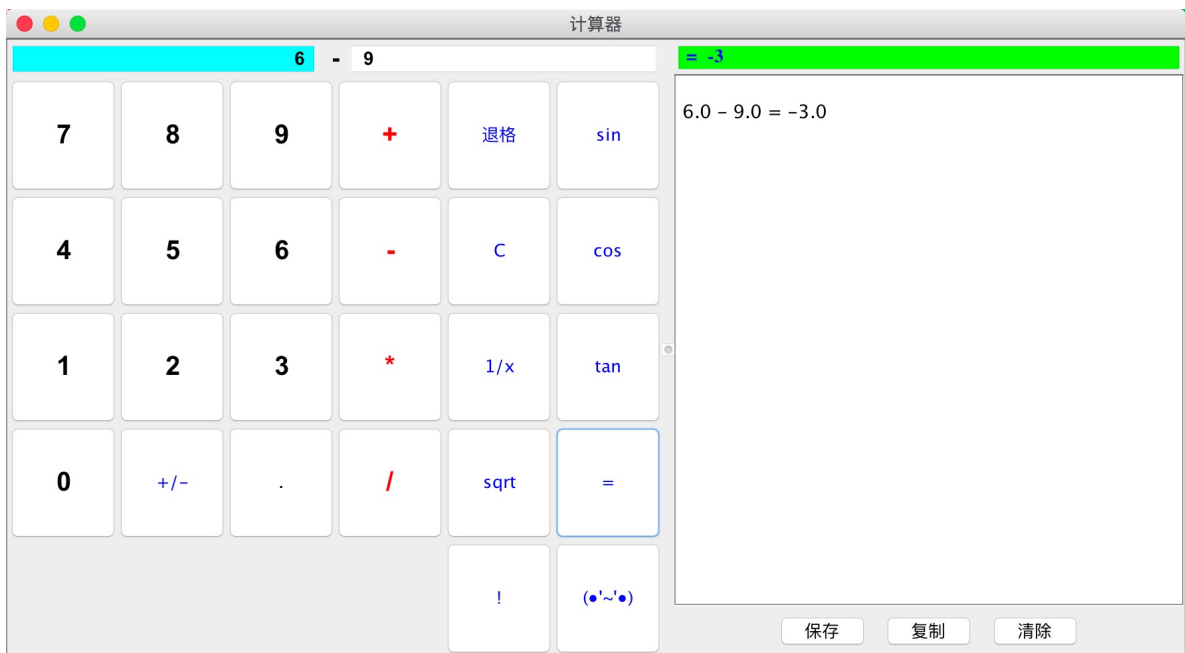 计算器
6 - 9
= -3
7 8 9 + 退格 sin
4 5 6 - C cos
1 2 3 * 1/x tan
0 +/- . / sqrt =
! (●'~'●)
6.0 - 9.0 = -3.0
保存 复制 清除